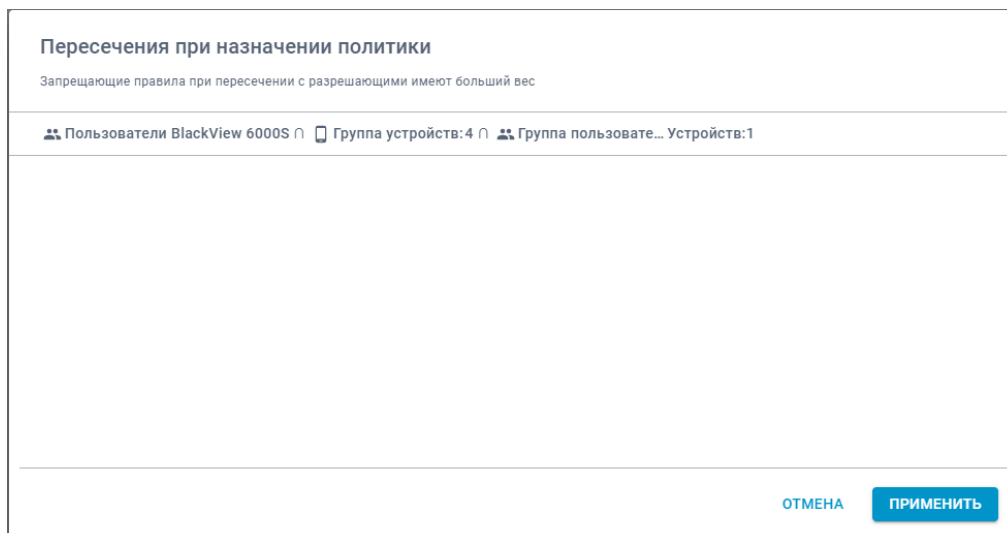 Пересечения при назначении политики
Запрещающие правила при пересечении с разрешающими имеют больший вес
Пользователи BlackView 6000S ∩ Группа устройств:4 ∩ Группа пользовате... Устройств:1
ОТМЕНА ПРИМЕНИТЬ